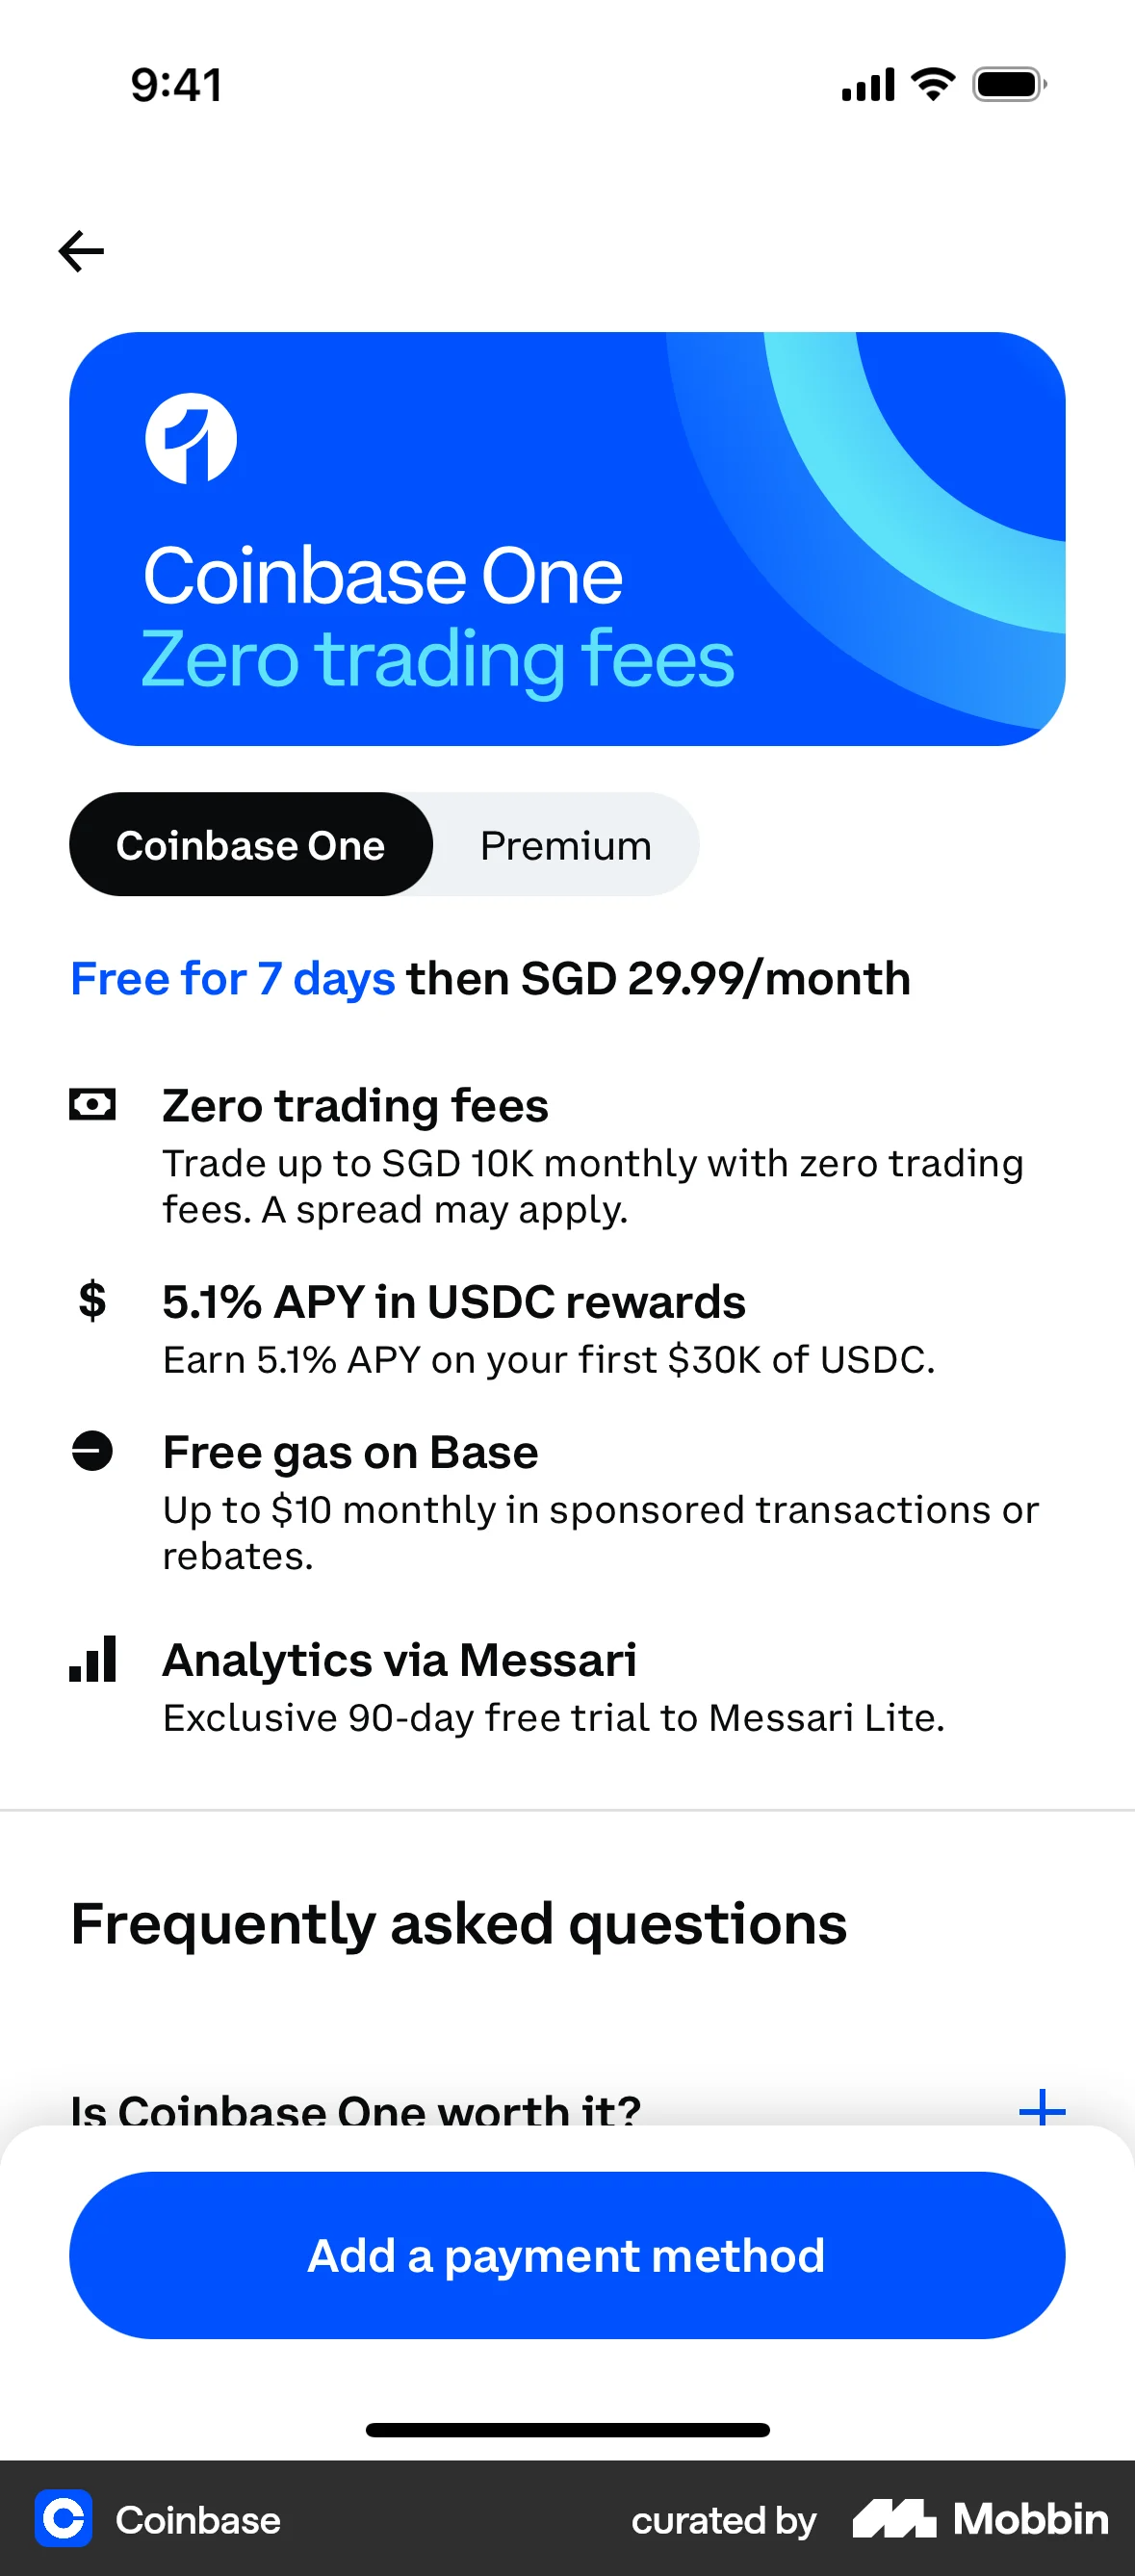 9:41
Coinbase One
Zero trading fees
Coinbase One
Premium
Free for 7 days then SGD 29.99/month
Zero trading fees
Trade up to SGD 10K monthly with zero trading
fees. A spread may apply.
$
5.1% APY in USDC rewards
Earn 5.1% APY on your first $30K of USDC.
Free gas on Base
Up to $10 monthly in sponsored transactions or
rebates.
Analytics via Messari
Exclusive 90-day free trial to Messari Lite.
Frequently asked questions
Is Coinbase One worth it?
Add a payment method
Coinbase
curated by Mobbin